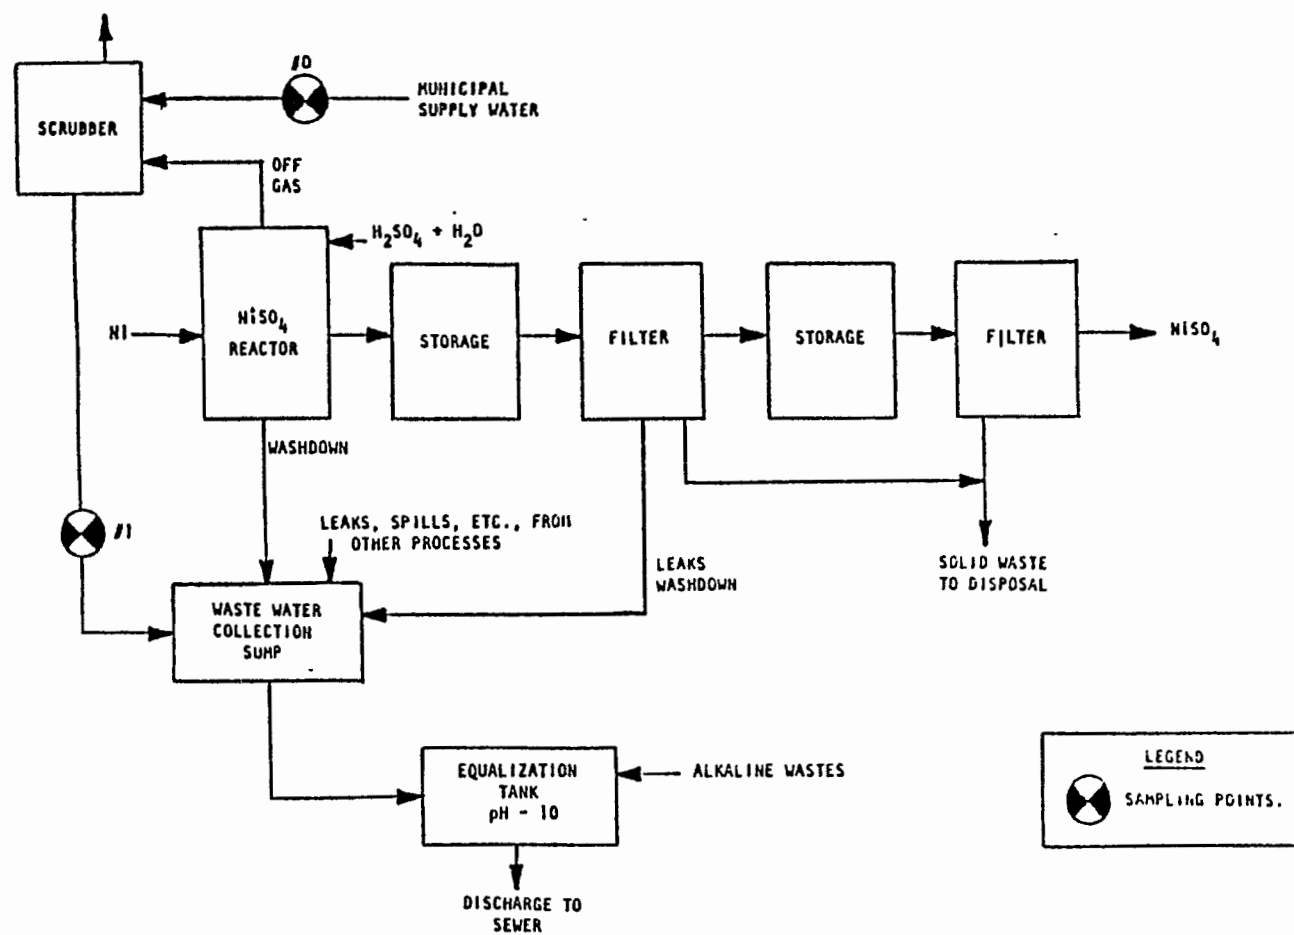 #0
MUNICIPAL
SUPPLY WATER
SCRUBBER
OFF
GAS
H2SO4 + H2O
NI
NiSO4
REACTOR
STORAGE
FILTER
STORAGE
FILTER
NiSO4
WASHDOWN
#1
LEAKS, SPILLS, ETC., FROM
OTHER PROCESSES
LEAKS
WASHDOWN
SOLID WASTE
TO DISPOSAL
WASTE WATER
COLLECTION
SUMP
EQUALIZATION
TANK
pH - 10
ALKALINE WASTES
DISCHARGE TO
SEWER
LEGEND
SAMPLING POINTS.